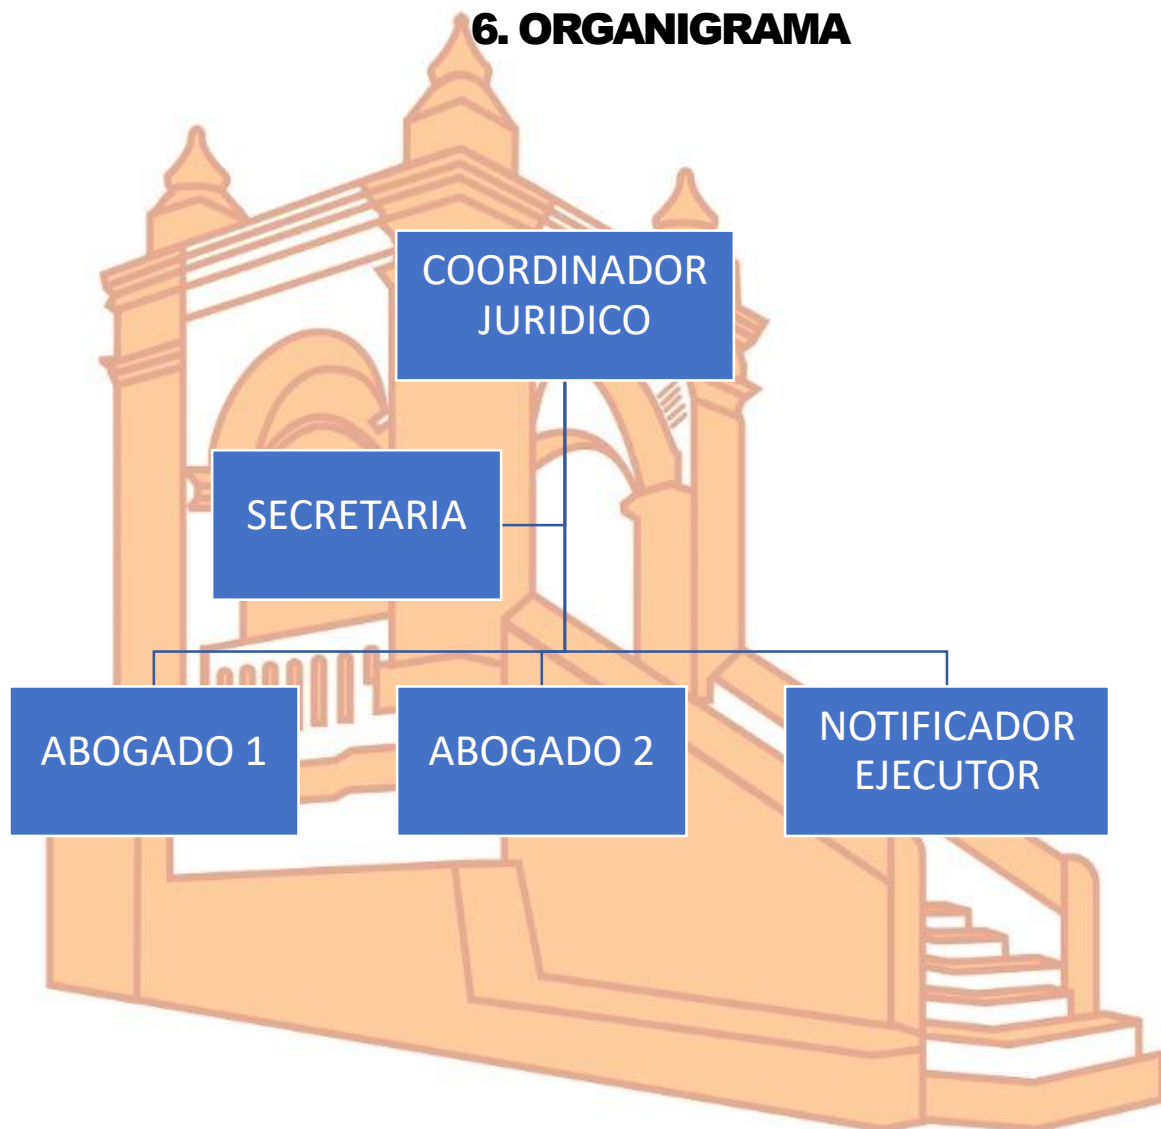 6. ORGANIGRAMA
COORDINADOR
JURIDICO
SECRETARIA
ABOGADO 1
ABOGADO 2
NOTIFICADOR
EJECUTOR